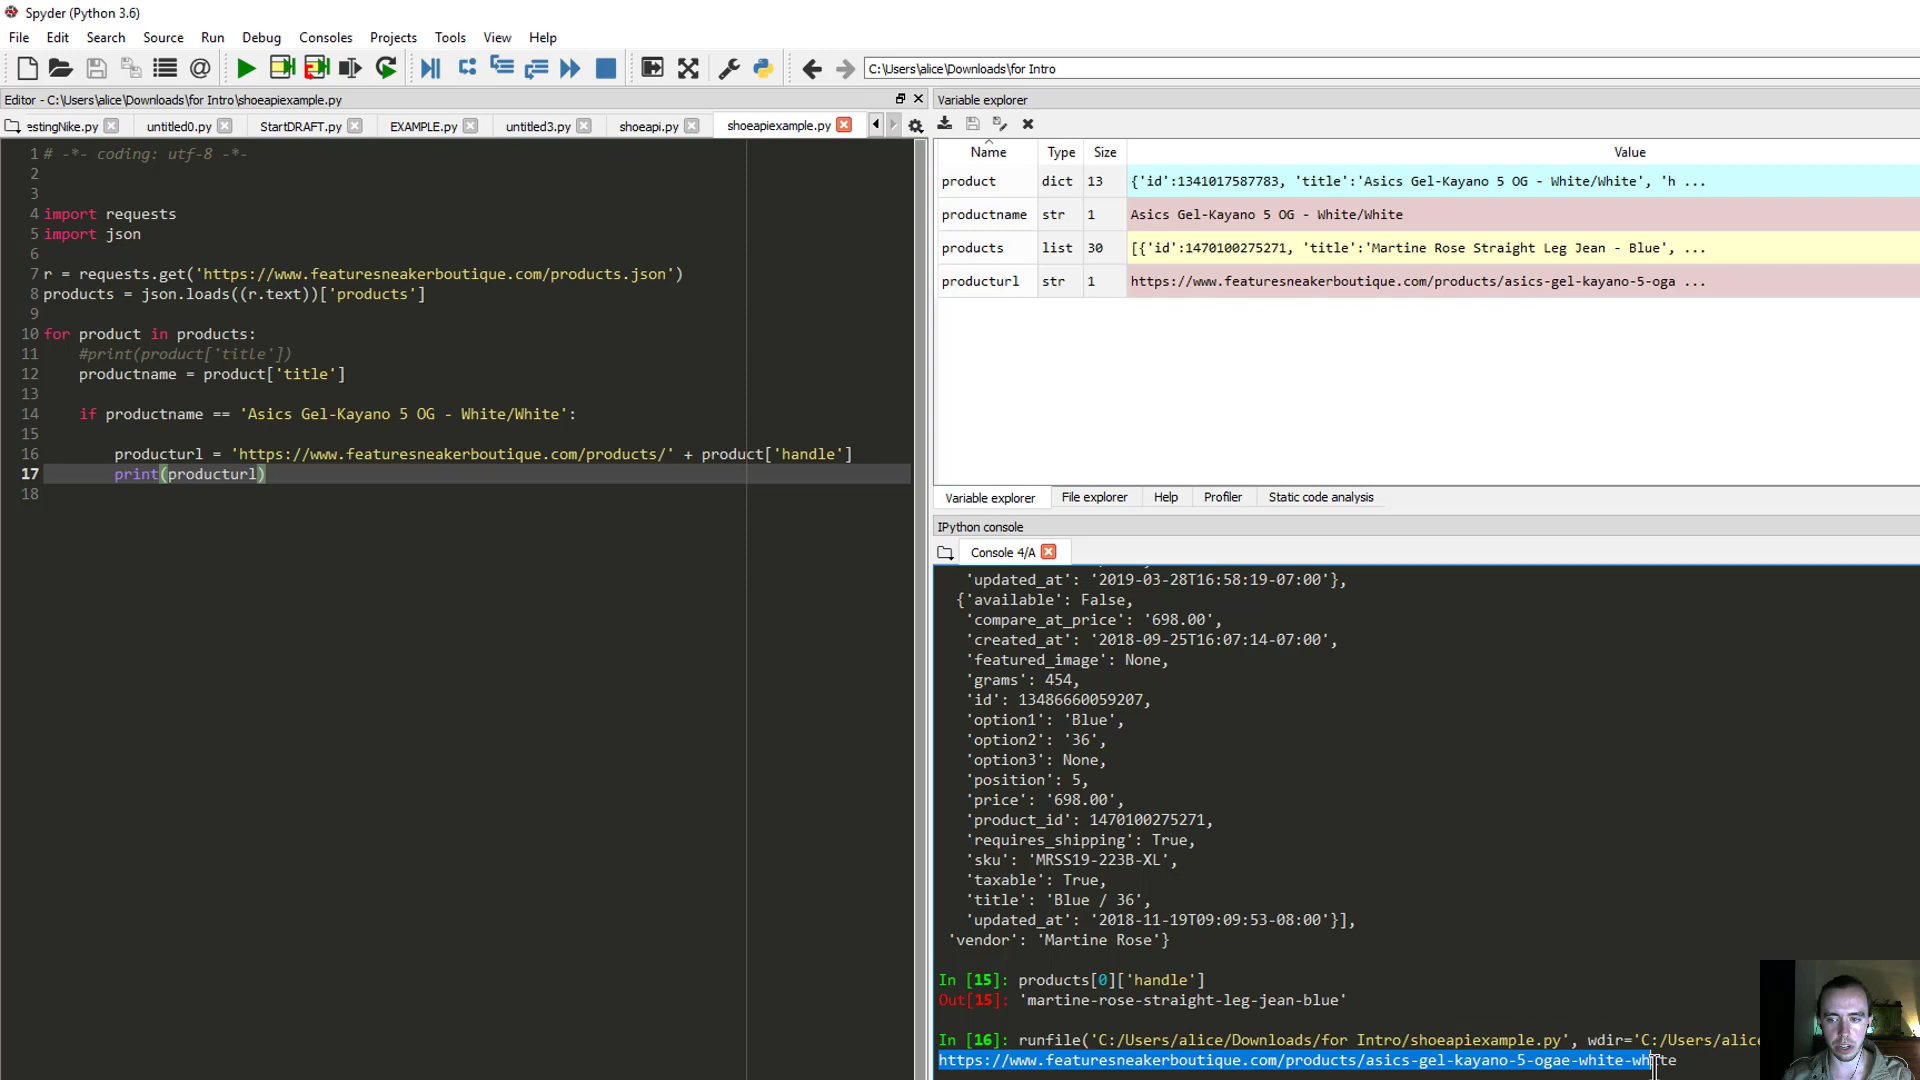 Spyder (Python 3.6)
File Edit Search Source Run Debug Consoles Projects Tools View Help
C:\Users\alice\Downloads\for Intro
Editor - C:\Users\alice\Downloads\for Intro\shoeapiexample.py
estingNike.py untitled0.py StartDRAFT.py EXAMPLE.py untitled3.py shoeapi.py shoeapiexample.py
1 # -*- coding: utf-8 -*-
2
3
4 import requests
5 import json
6
7 r = requests.get('https://www.featuresneakerboutique.com/products.json')
8 products = json.loads((r.text))['products']
9
10 for product in products:
11 #print(product['title'])
12 productname = product['title']
13
14 if productname == 'Asics Gel-Kayano 5 OG - White/White':
15
16 producturl = 'https://www.featuresneakerboutique.com/products/' + product['handle']
17 print(producturl)
18
Variable explorer
Name Type Size Value
product dict 13 {'id':1341017587783, 'title':'Asics Gel-Kayano 5 OG - White/White', 'h ...
productname str 1 Asics Gel-Kayano 5 OG - White/White
products list 30 [{'id':1470100275271, 'title':'Martine Rose Straight Leg Jean - Blue', ...
producturl str 1 https://www.featuresneakerboutique.com/products/asics-gel-kayano-5-oga ...
Variable explorer File explorer Help Profiler Static code analysis
IPython console
Console 4/A
'updated_at': '2019-03-28T16:58:19-07:00'},
{'available': False,
'compare_at_price': '698.00',
'created_at': '2018-09-25T16:07:14-07:00',
'featured_image': None,
'grams': 454,
'id': 13486660059207,
'option1': 'Blue',
'option2': '36',
'option3': None,
'position': 5,
'price': '698.00',
'product_id': 1470100275271,
'requires_shipping': True,
'sku': 'MRSS19-223B-XL',
'taxable': True,
'title': 'Blue / 36',
'updated_at': '2018-11-19T09:09:53-08:00'}],
'vendor': 'Martine Rose'}
In [15]: products[0]['handle']
Out[15]: 'martine-rose-straight-leg-jean-blue'
In [16]: runfile('C:/Users/alice/Downloads/for Intro/shoeapiexample.py', wdir='C:/Users/alice
https://www.featuresneakerboutique.com/products/asics-gel-kayano-5-ogae-white-white